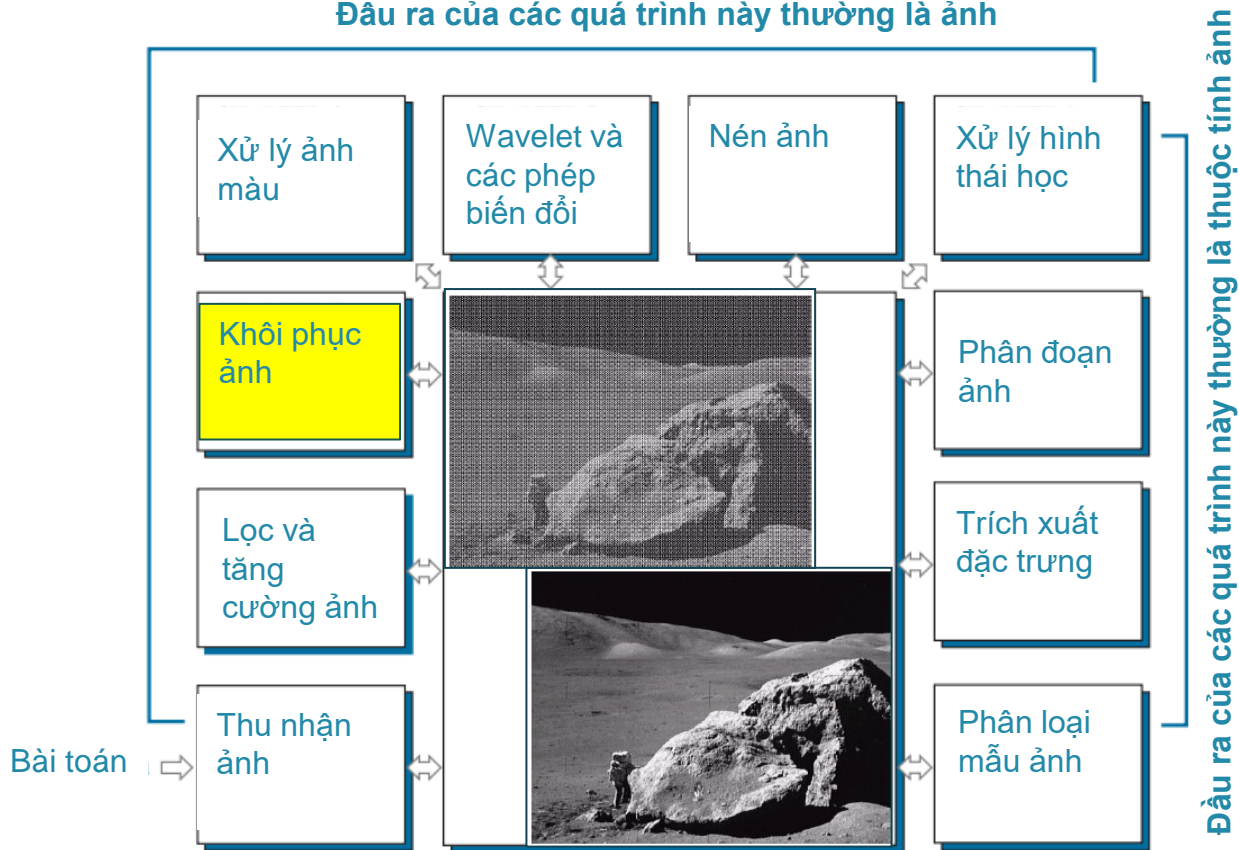 Đầu ra của các quá trình này thường là ảnh
Xử lý ảnh
màu
Wavelet và
các phép
biến đổi
Nén ảnh
Xử lý hình
thái học
Khôi phục
ảnh
Phân đoạn
ảnh
Lọc và
tăng
cường ảnh
Trích xuất
đặc trưng
Bài toán
Thu nhận
ảnh
Phân loại
mẫu ảnh
Đầu ra của các quá trình này thường là thuộc tính ảnh